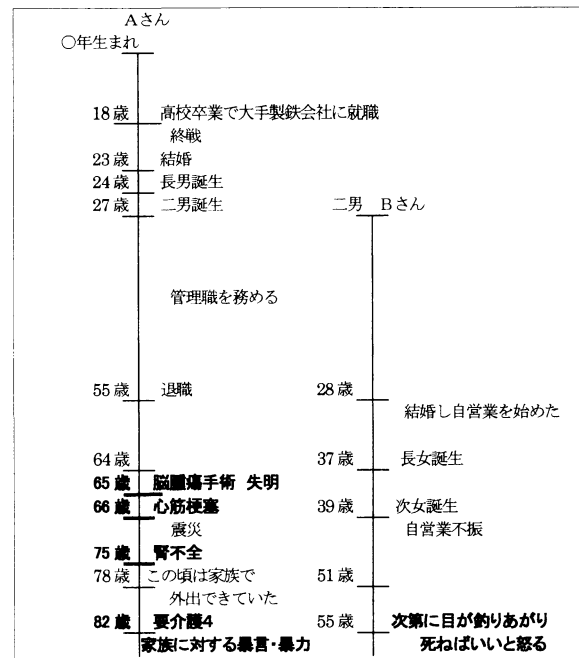 Aさん
○年生まれ
18歳 高校卒業で大手製鉄会社に就職
終戦
23歳 結婚
24歳 長男誕生
27歳 二男誕生
二男 Bさん
管理職を務める
55歳 退職
28歳
結婚し自営業を始めた
64歳
37歳 長女誕生
65歳 脳腫瘍手術 失明
66歳 心筋梗塞
39歳 次女誕生
震災
自営業不振
75歳 腎不全
78歳 この頃は家族で
外出できていた
51歳
82歳 要介護4
家族に対する暴言・暴力
55歳 次第に目が釣りあがり
死ねばいいと怒る